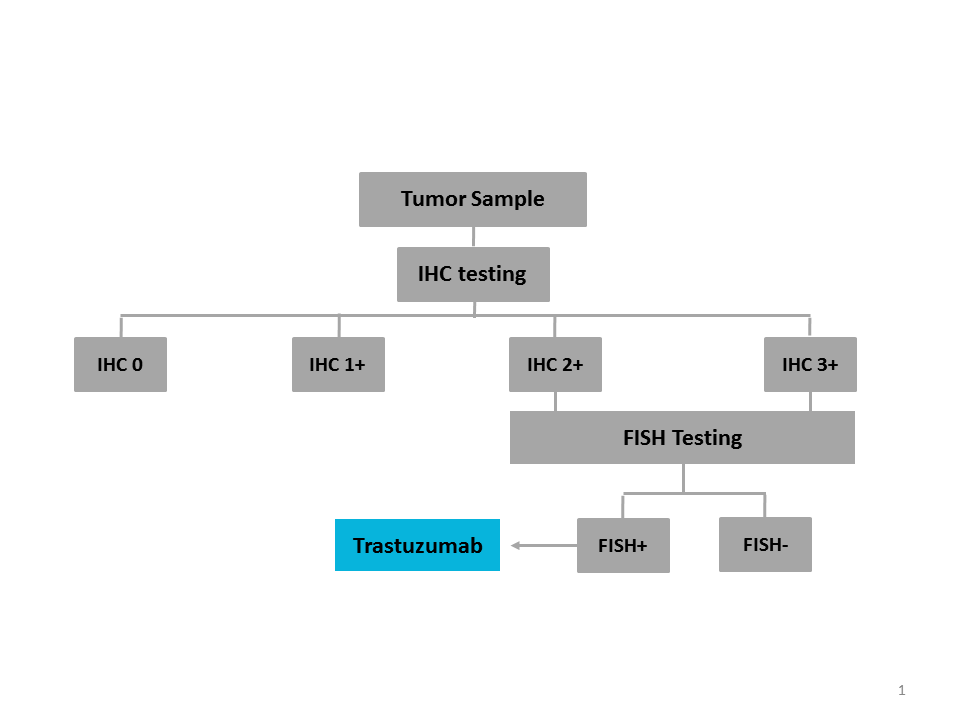 Tumor Sample
IHC testing
IHC 0
IHC 1+
IHC 2+
IHC 3+
FISH Testing
Trastuzumab
FISH+
FISH-
1